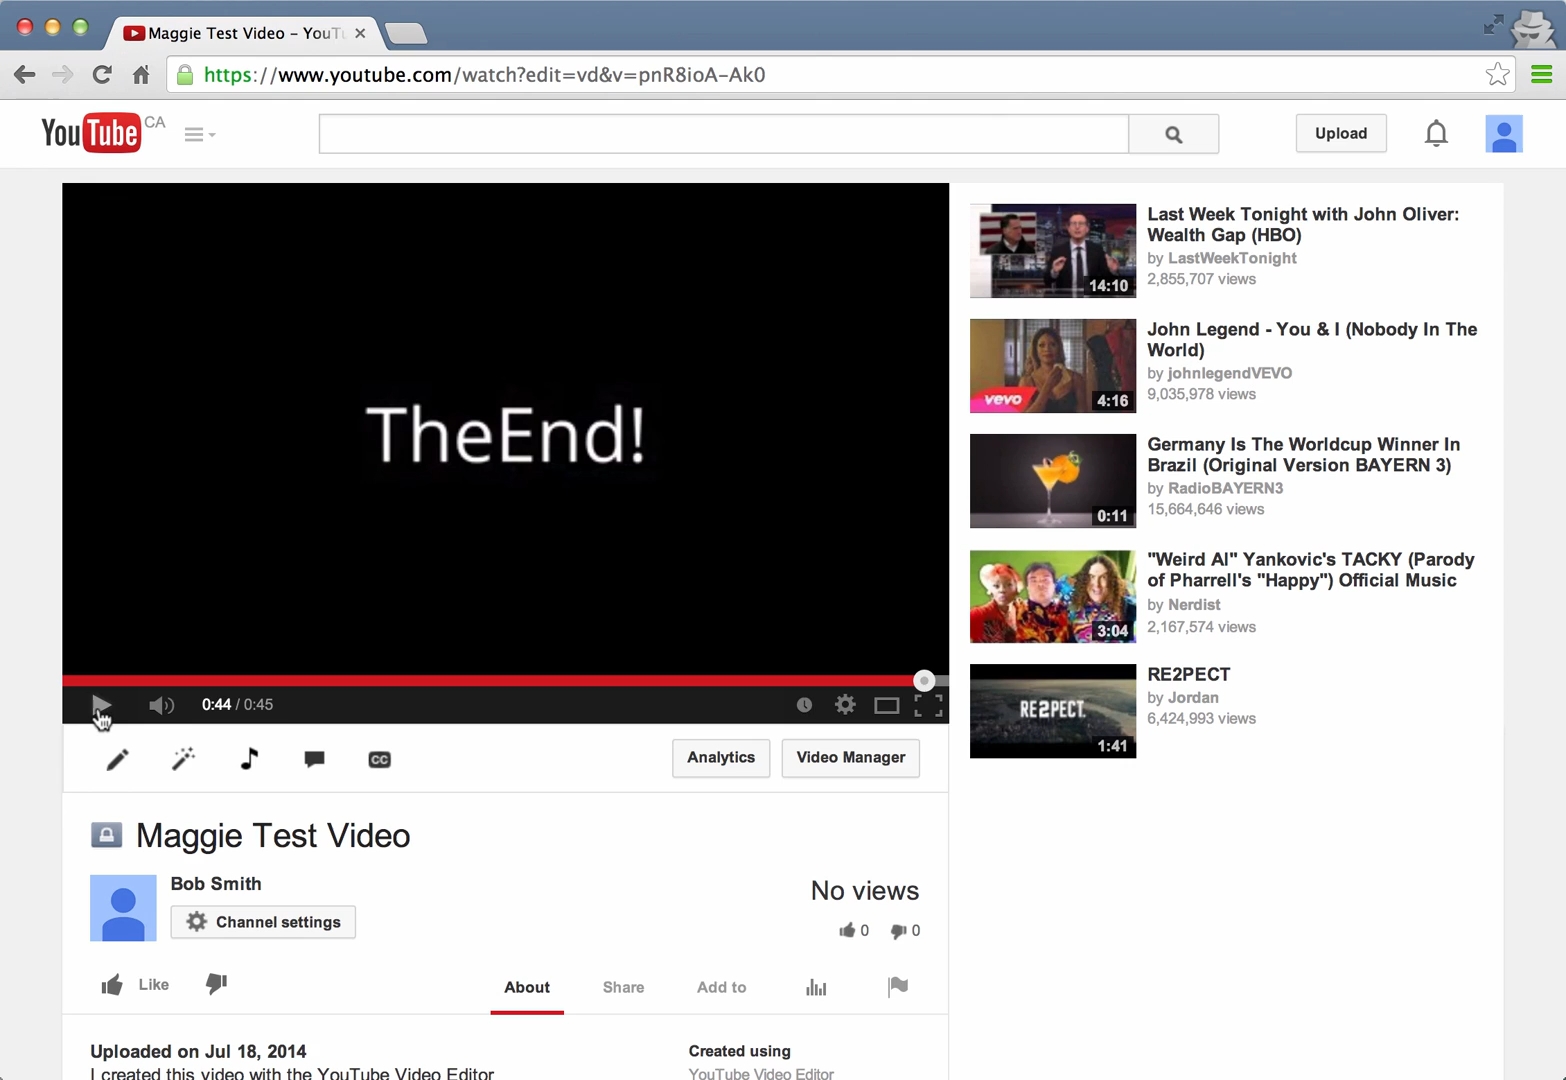 Maggie Test Video – YouTu
https://www.youtube.com/watch?edit=vd&v=pnR8ioA-Ak0
YouTube CA
Upload
TheEnd!
0:44 / 0:45
CC
Analytics
Video Manager
Maggie Test Video
Bob Smith
Channel settings
No views
0
0
Like
About
Share
Add to
Uploaded on Jul 18, 2014
I created this video with the YouTube Video Editor
Created using
YouTube Video Editor
14:10
Last Week Tonight with John Oliver:
Wealth Gap (HBO)
by LastWeekTonight
2,855,707 views
vevo
4:16
John Legend - You & I (Nobody In The
World)
by johnlegendVEVO
9,035,978 views
0:11
Germany Is The Worldcup Winner In
Brazil (Original Version BAYERN 3)
by RadioBAYERN3
15,664,646 views
3:04
"Weird Al" Yankovic's TACKY (Parody
of Pharrell's "Happy") Official Music
by Nerdist
2,167,574 views
RE2PECT.
1:41
RE2PECT
by Jordan
6,424,993 views